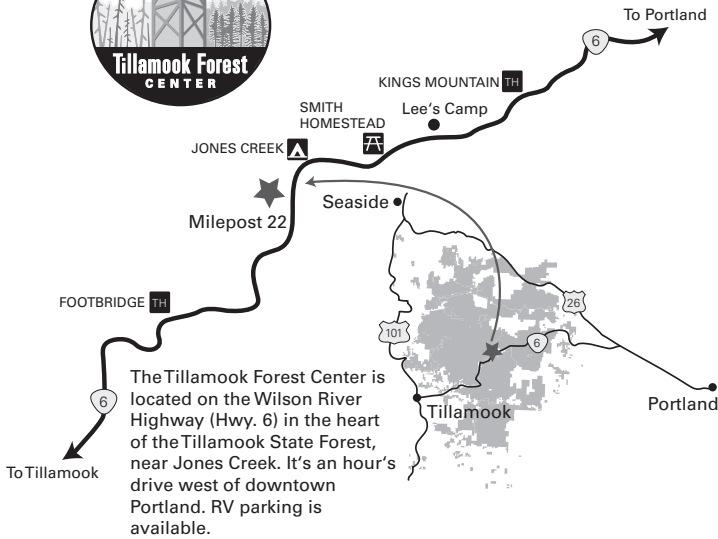 To Portland
6
Tillamook Forest
CENTER
KINGS MOUNTAIN TH
SMITH
HOMESTEAD
Lee's Camp
JONES CREEK
Seaside
Milepost 22
FOOTBRIDGE TH
26
101
6
6
Tillamook
Portland
To Tillamook
The Tillamook Forest Center is
located on the Wilson River
Highway (Hwy. 6) in the heart
of the Tillamook State Forest,
near Jones Creek. It's an hour's
drive west of downtown
Portland. RV parking is
available.